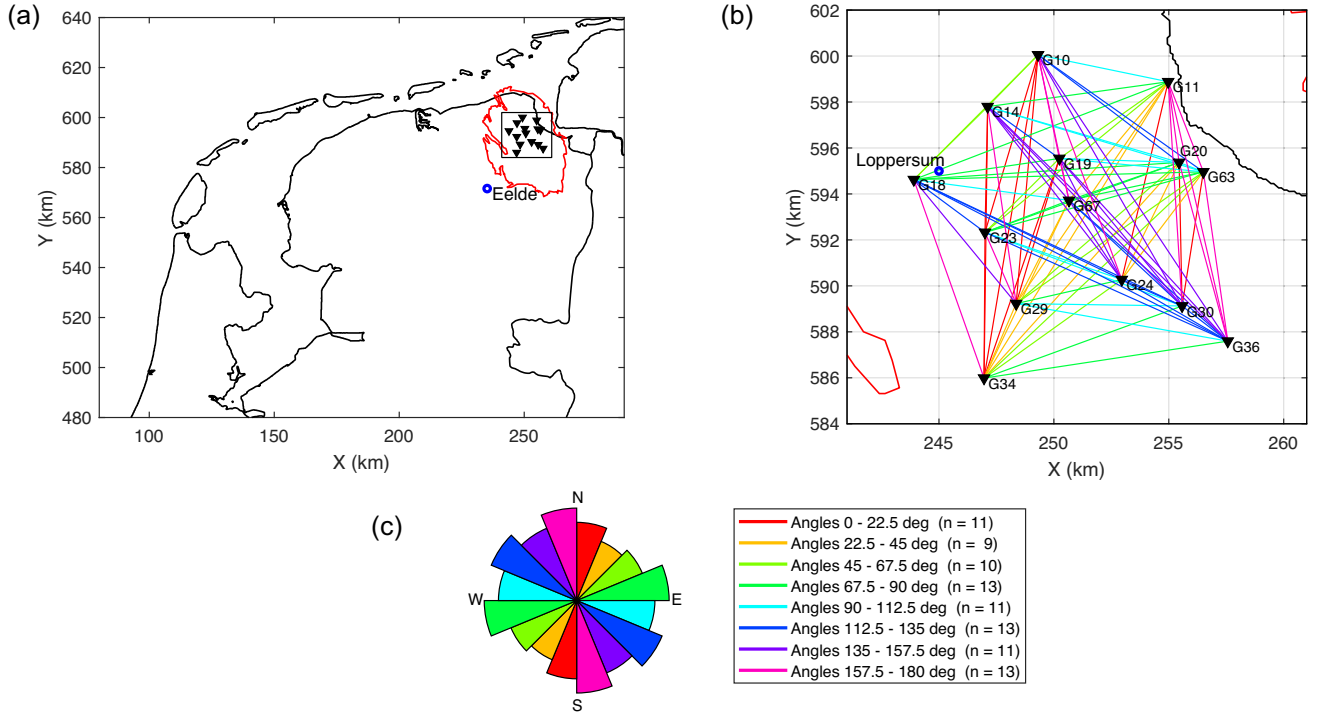 (a)
640
620
600
580
560
540
520
500
480
Y (km)
Eelde
100
150
200
250
X (km)
(b)
602
600
598
596
594
592
590
588
586
584
Y (km)
G10
G11
G14
G20
Loppersum
G19
G63
G18
G67
G23
G24
G29
G30
G36
G34
245
250
255
260
X (km)
(c)
N
W
E
S
Angles 0 - 22.5 deg (n = 11)
Angles 22.5 - 45 deg (n = 9)
Angles 45 - 67.5 deg (n = 10)
Angles 67.5 - 90 deg (n = 13)
Angles 90 - 112.5 deg (n = 11)
Angles 112.5 - 135 deg (n = 13)
Angles 135 - 157.5 deg (n = 11)
Angles 157.5 - 180 deg (n = 13)